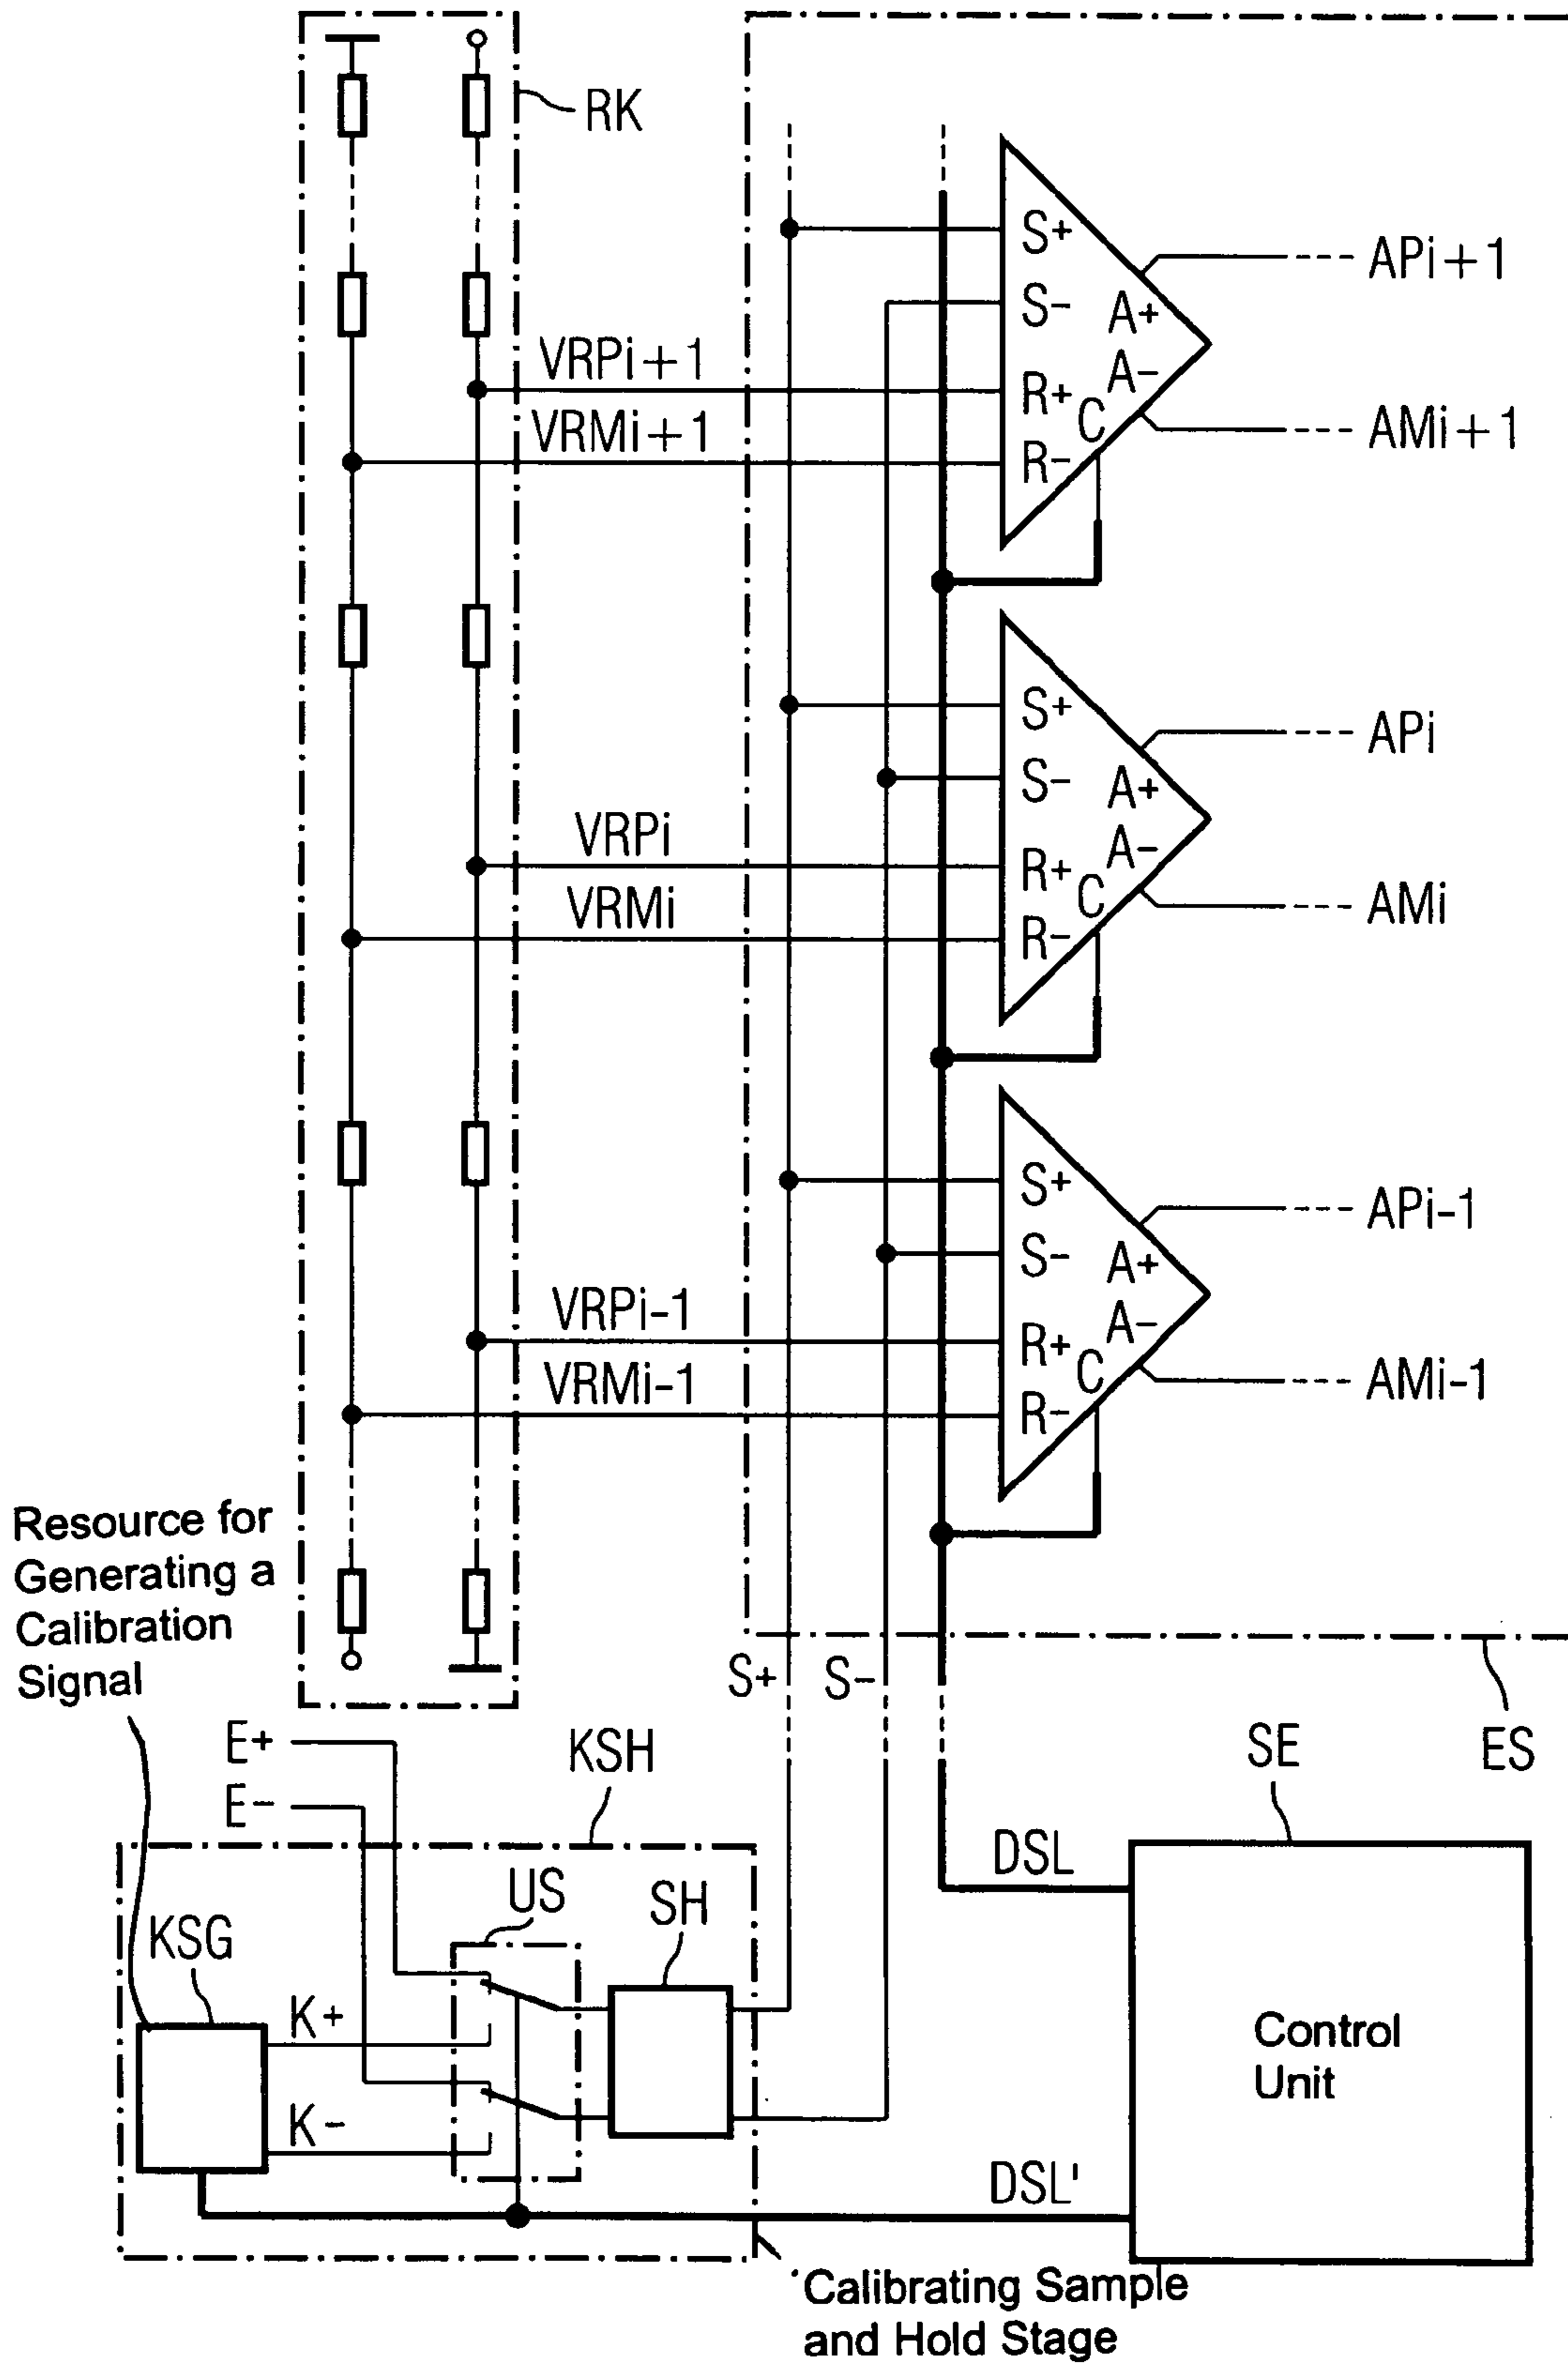 RK
S+
APi+1
S-
A+
VRPi+1
A-
R+
VRMi+1
C
AMi+1
R-
S+
APi
S-
A+
VRPi
A-
R+
VRMi
C
AMi
R-
S+
APi-1
S-
A+
VRPi-1
A-
R+
VRMi-1
C
AMi-1
R-
Resource for
Generating a
Calibration
Signal
S+
S-
E+
KSH
SE
ES
E-
DSL
US
SH
KSG
K+
Control
Unit
K-
DSL'
Calibrating Sample
and Hold Stage